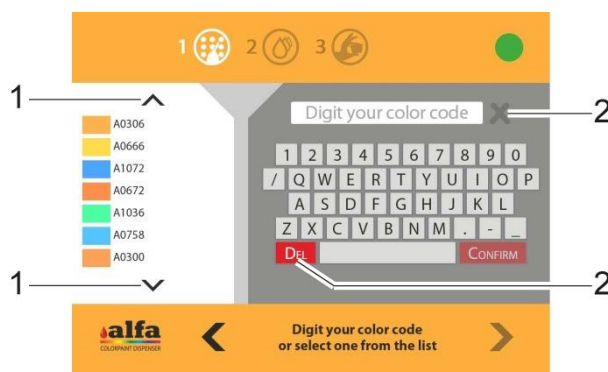 1 2 3
1 2
Digit your color code X
A0306
A0666
A1072
A0672
A1036
A0758
A0300
1 2 3 4 5 6 7 8 9 0
/ Q W E R T Y U I O P
A S D F G H J K L
Z X C V B N M . - _
DEL CONFIRM
1 2
alfa
COLORPAINT DISPENSER
Digit your color code
or select one from the list